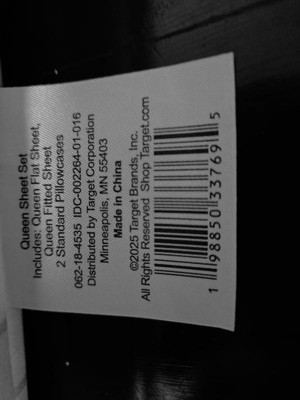 Queen Sheet Set
Includes: Queen Flat Sheet,
Queen Fitted Sheet
2 Standard Pillowcases
062-18-4535 IDC-002264-01-016
Distributed by Target Corporation
Minneapolis, MN 55403
Made in China
©2025 Target Brands, Inc.
All Rights Reserved Shop Target.com
1 98850 33769 5